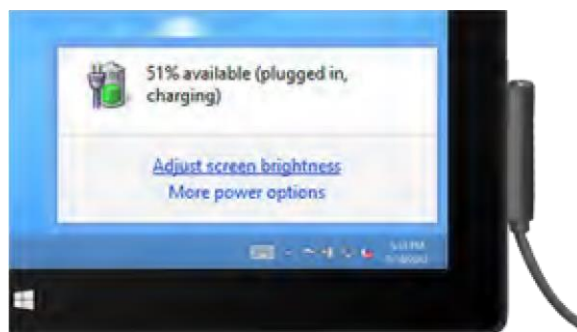 51% available (plugged in,
charging)
Adjust screen brightness
More power options